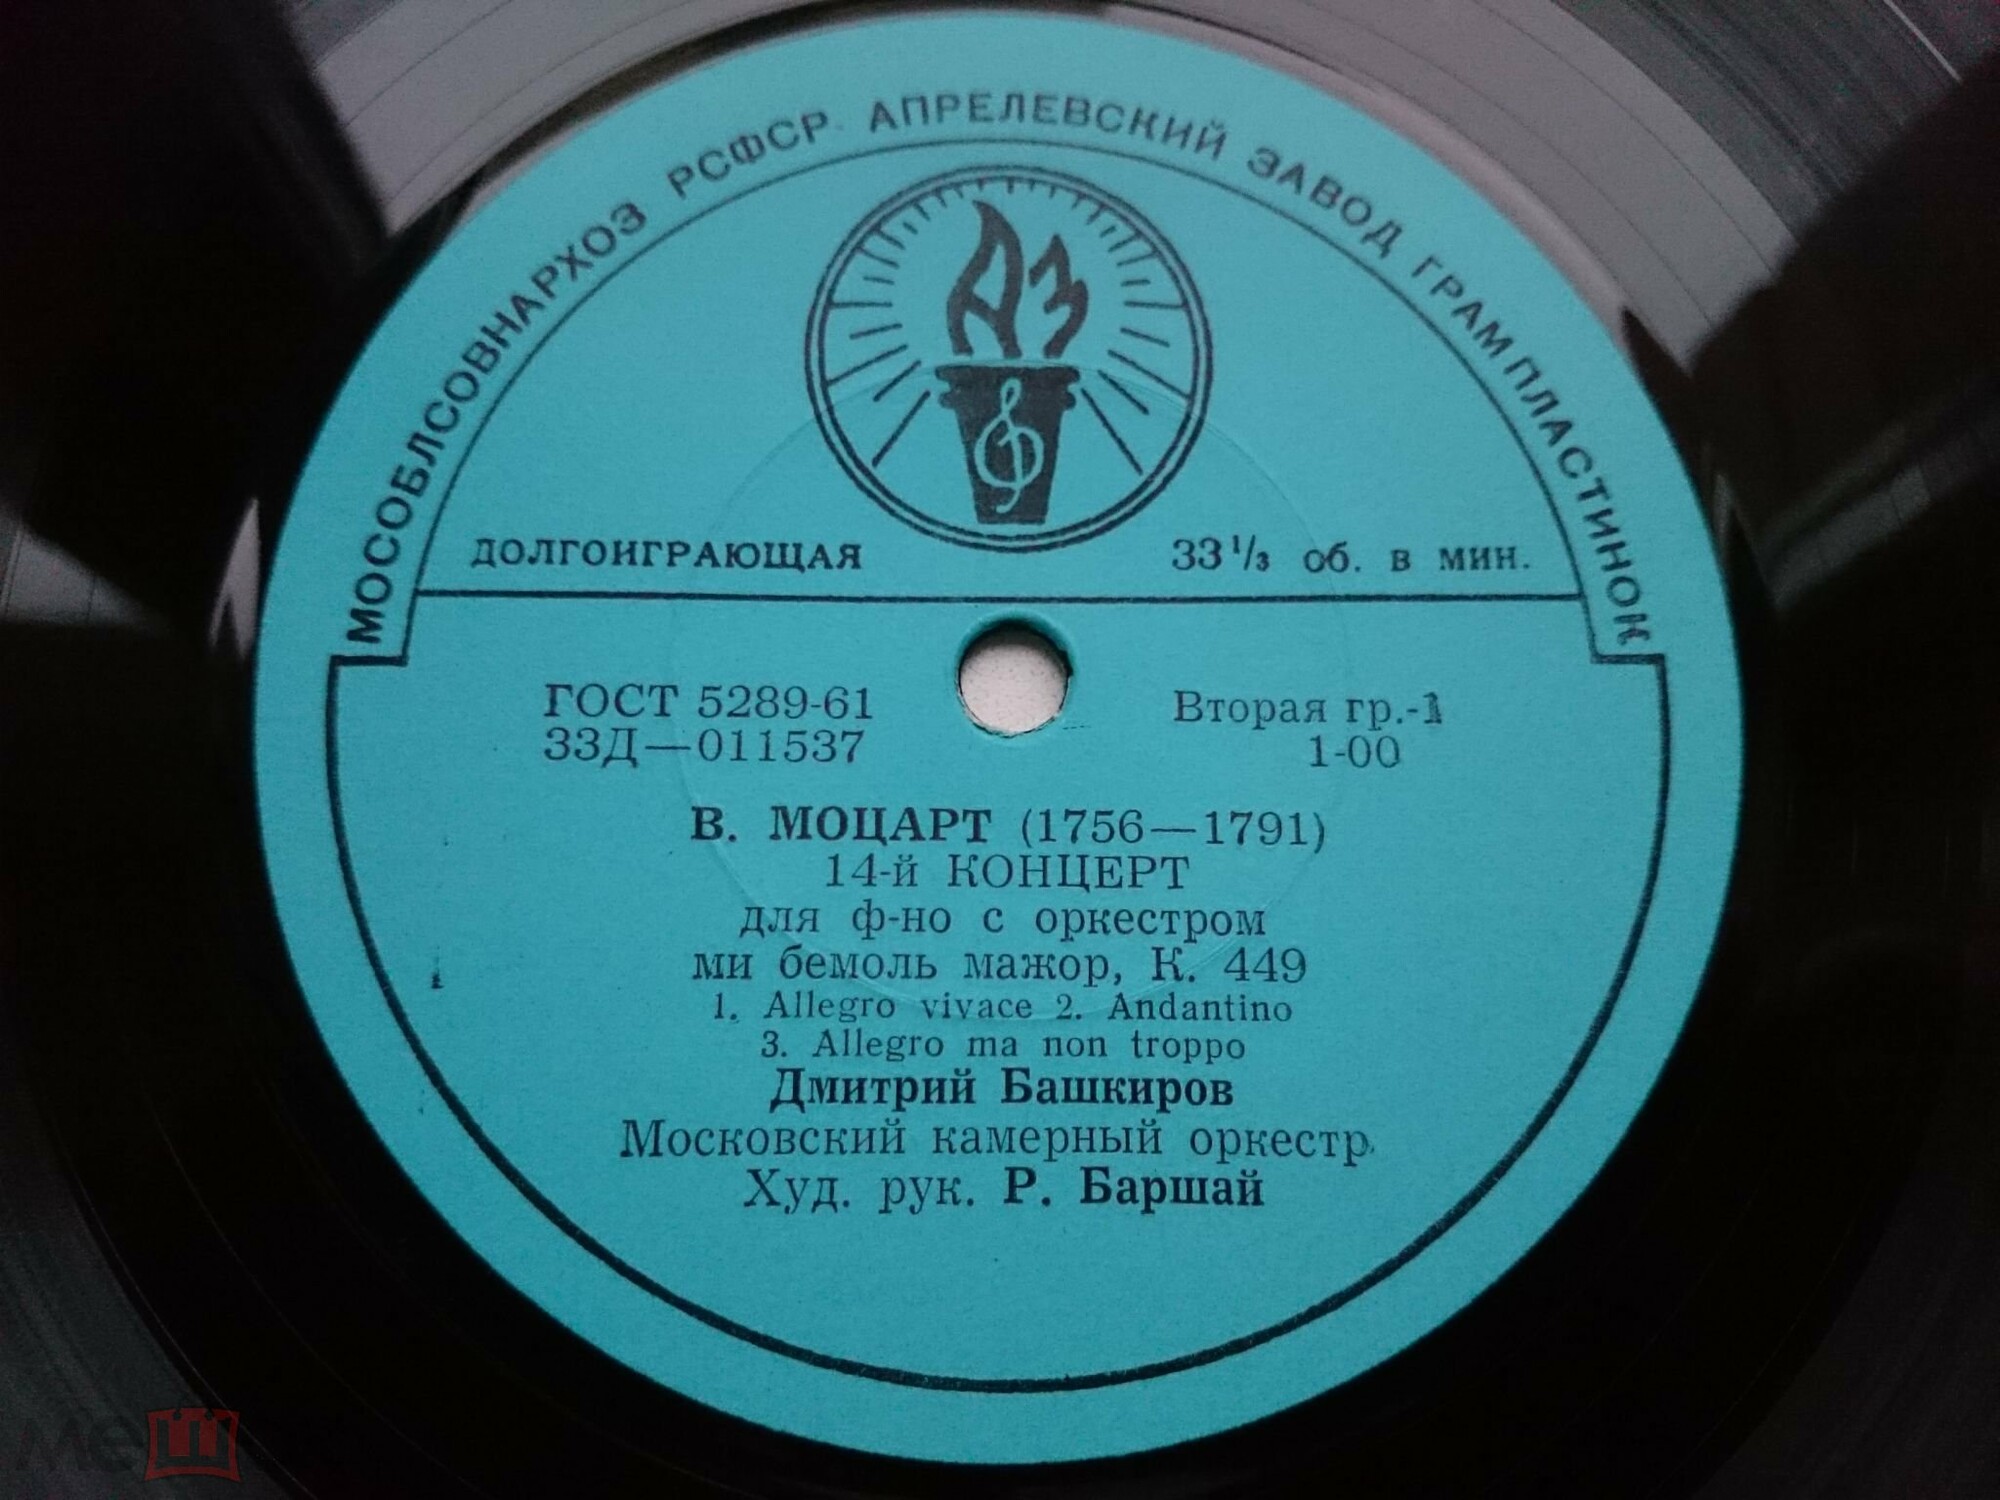 МОСОБЛСОВНАРХОЗ РСФСР АПРЕЛЕВСКИЙ ЗАВОД ГРАМПЛАСТИНОК
АЗ
ДОЛГОИГРАЮЩАЯ 33 1/3 об. в мин.
ГОСТ 5289-61 Вторая гр.-1
33Д—011537 1-00
В. МОЦАРТ (1756—1791)
14-й КОНЦЕРТ
для ф-но с оркестром
ми бемоль мажор, К. 449
1. Allegro vivace 2. Andantino
3. Allegro ma non troppo
Дмитрий Башкиров
Московский камерный оркестр
Худ. рук. Р. Баршай
меш